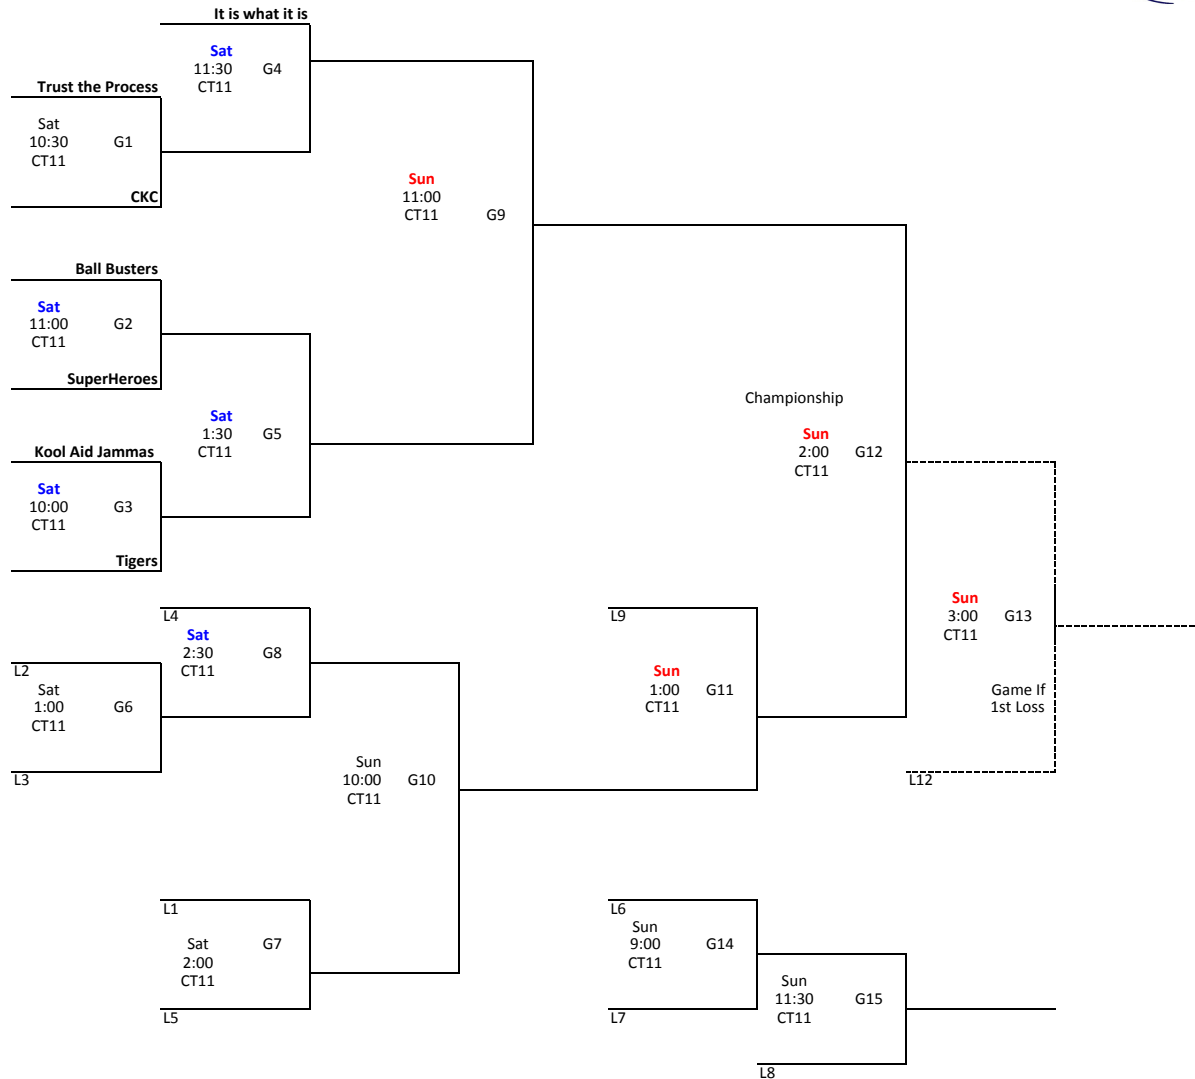 It is what it is
Sat
11:30 G4
CT11
Trust the Process
Sat
10:30 G1
CT11
CKC
Sun
11:00
CT11 G9
Ball Busters
Sat
11:00 G2
CT11
SuperHeroes
Sat
1:30 G5
CT11
Championship
Sun
2:00 G12
CT11
Kool Aid Jammas
Sat
10:00 G3
CT11
Tigers
L4
Sat
2:30 G8
CT11
L2
Sat
1:00 G6
CT11
L3
L9
Sun
1:00 G11
CT11
Sun
3:00 G13
CT11
Game If
1st Loss
L12
Sun
10:00 G10
CT11
L1
Sat G7
2:00
CT11
L5
L6
Sun
9:00 G14
CT11
L7
Sun
11:30 G15
CT11
L8